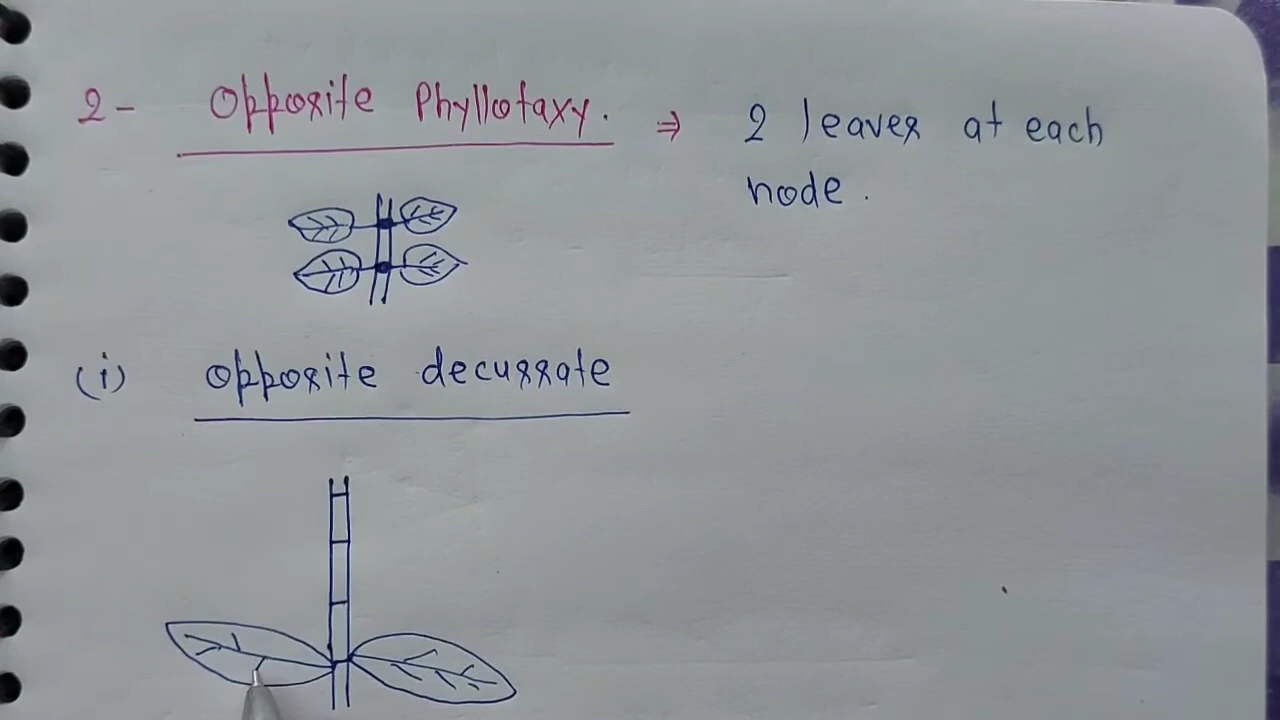 2- Opposite Phyllotaxy. ⇒ 2 leaves at each
node.
(i) opposite decussate